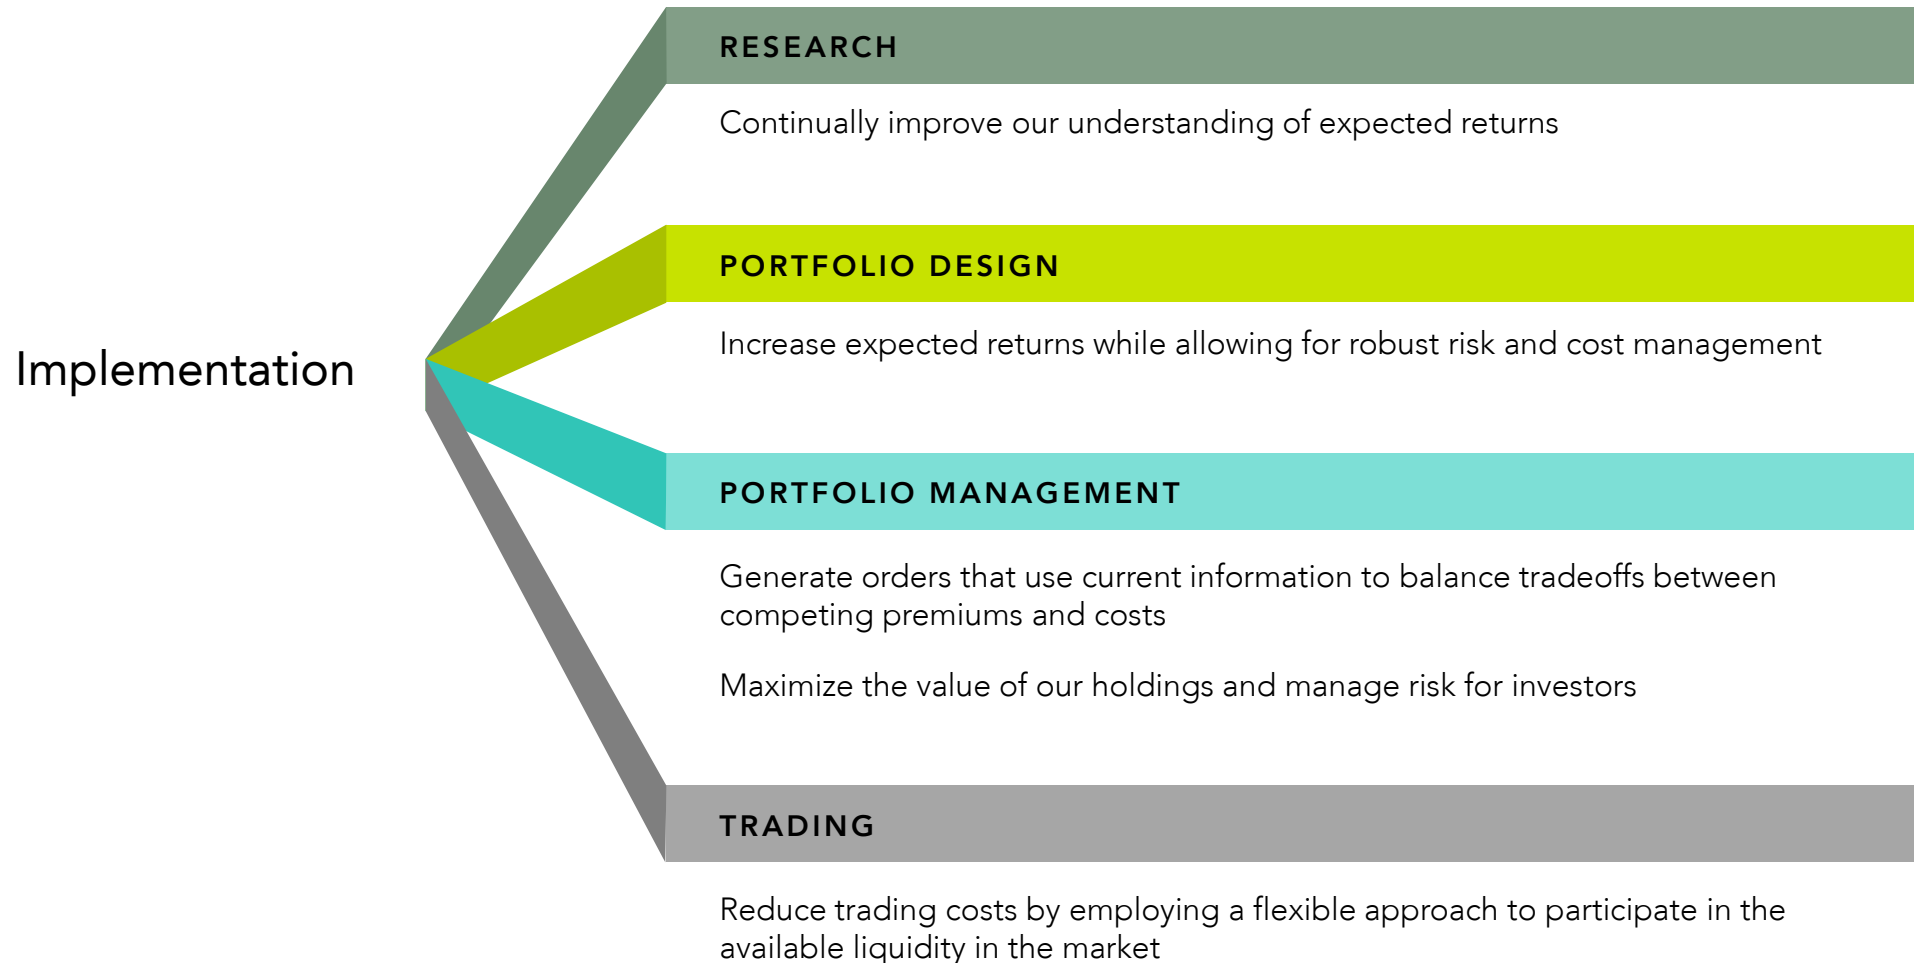 RESEARCH
Continually improve our understanding of expected returns
PORTFOLIO DESIGN
Increase expected returns while allowing for robust risk and cost management
Implementation
PORTFOLIO MANAGEMENT
Generate orders that use current information to balance tradeoffs between
competing premiums and costs
Maximize the value of our holdings and manage risk for investors
TRADING
Reduce trading costs by employing a flexible approach to participate in the
available liquidity in the market